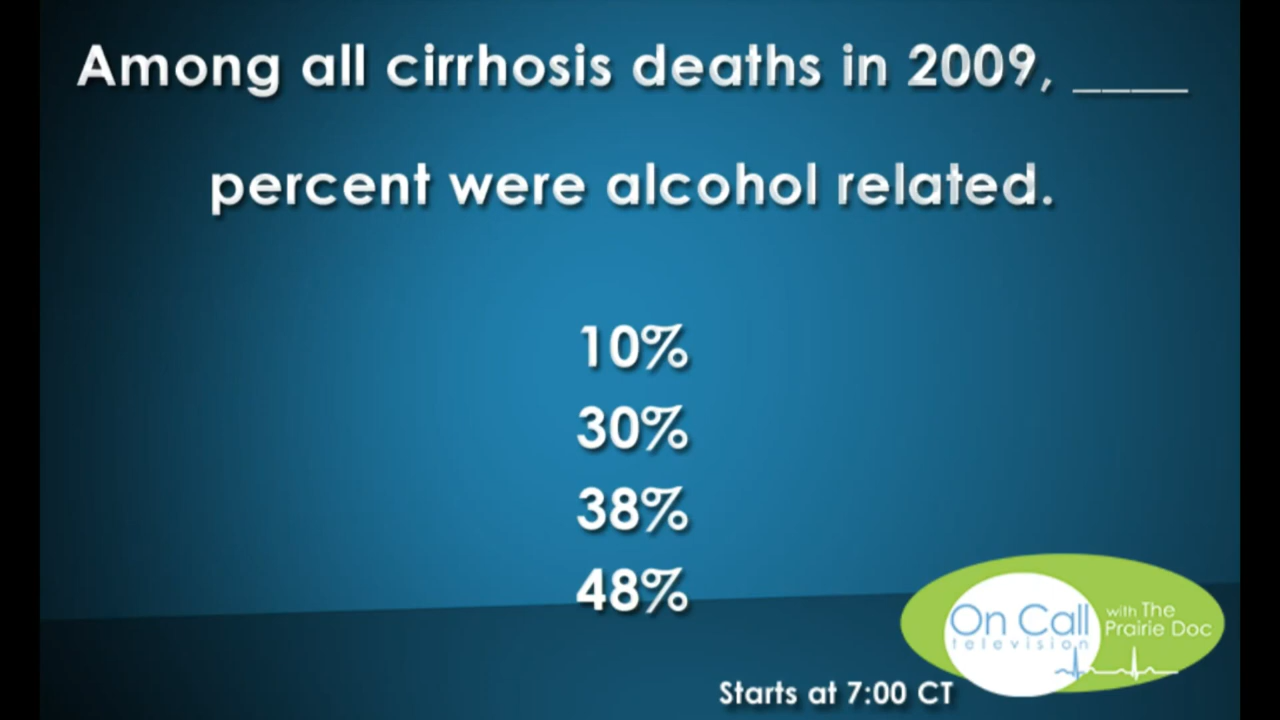 Among all cirrhosis deaths in 2009, ____
percent were alcohol related.
10%
30%
38%
48%
On Call
television
with The
Prairie Doc
Starts at 7:00 CT